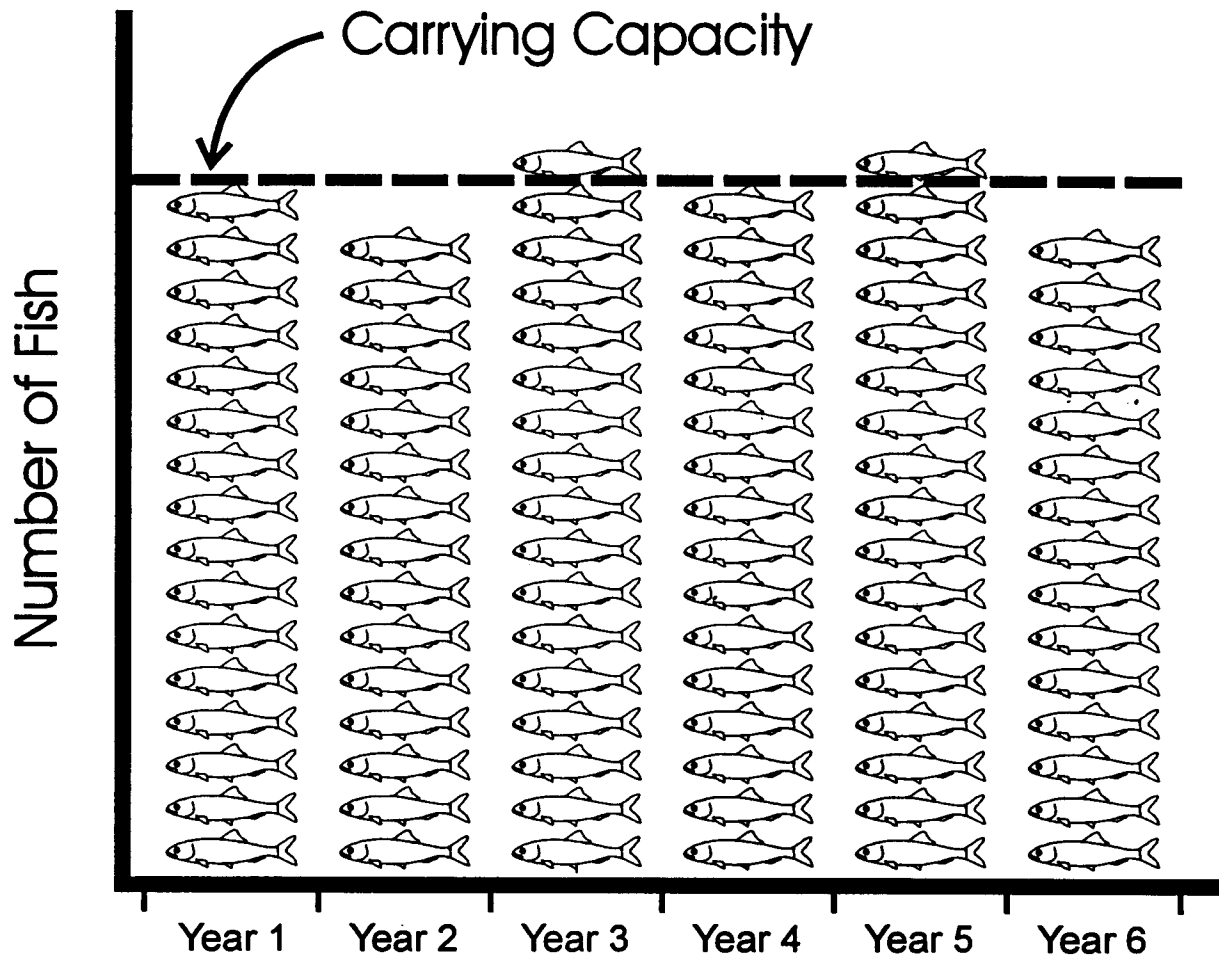 Carrying Capacity
Number of Fish
Year 1
Year 2
Year 3
Year 4
Year 5
Year 6